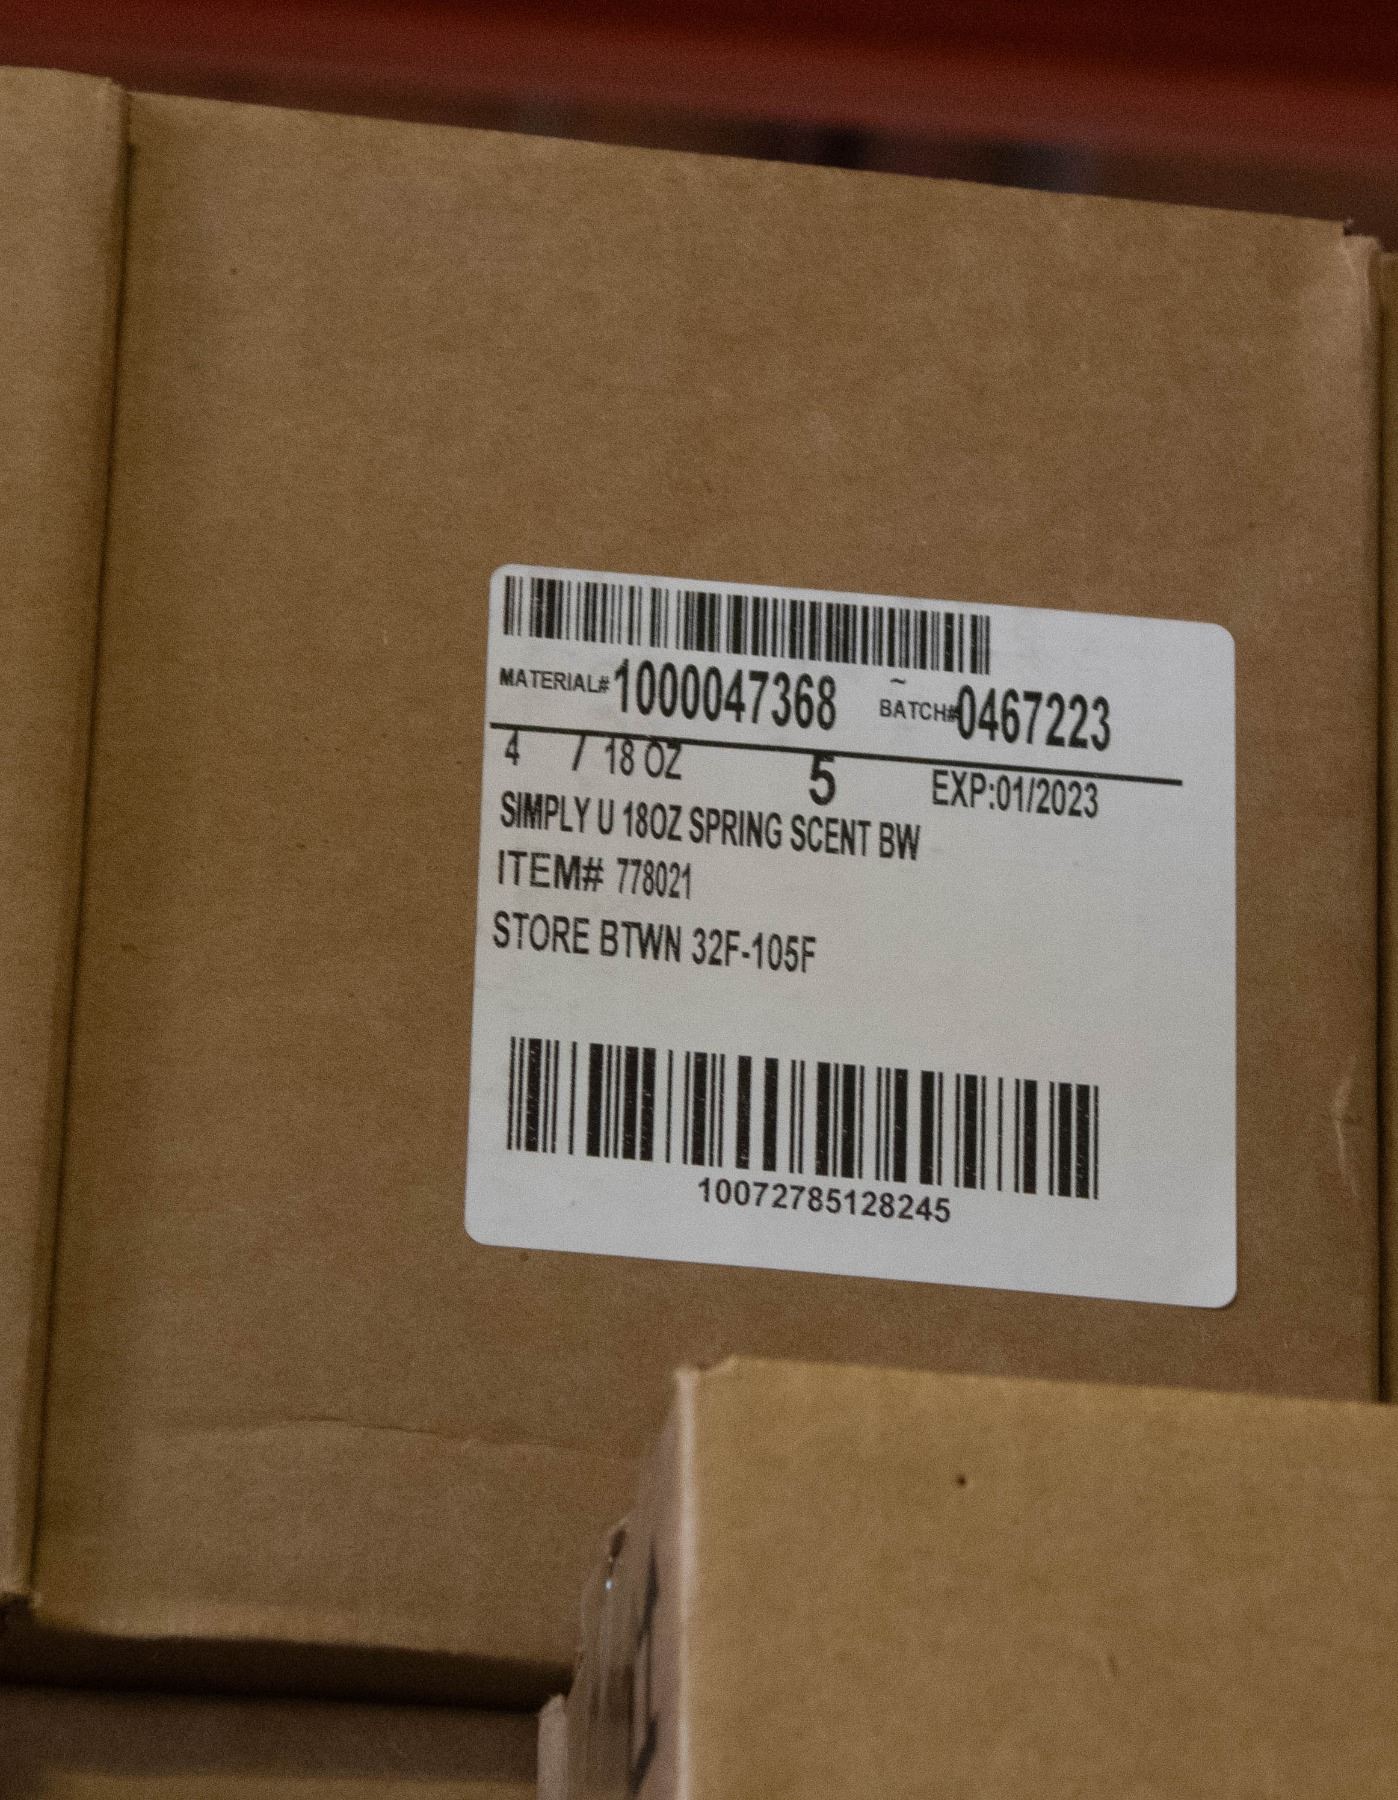 MATERIAL# 1000047368 ~ BATCH# 0467223
4 / 18 OZ 5 EXP:01/2023
SIMPLY U 18OZ SPRING SCENT BW
ITEM# 778021
STORE BTWN 32F-105F
10072785128245